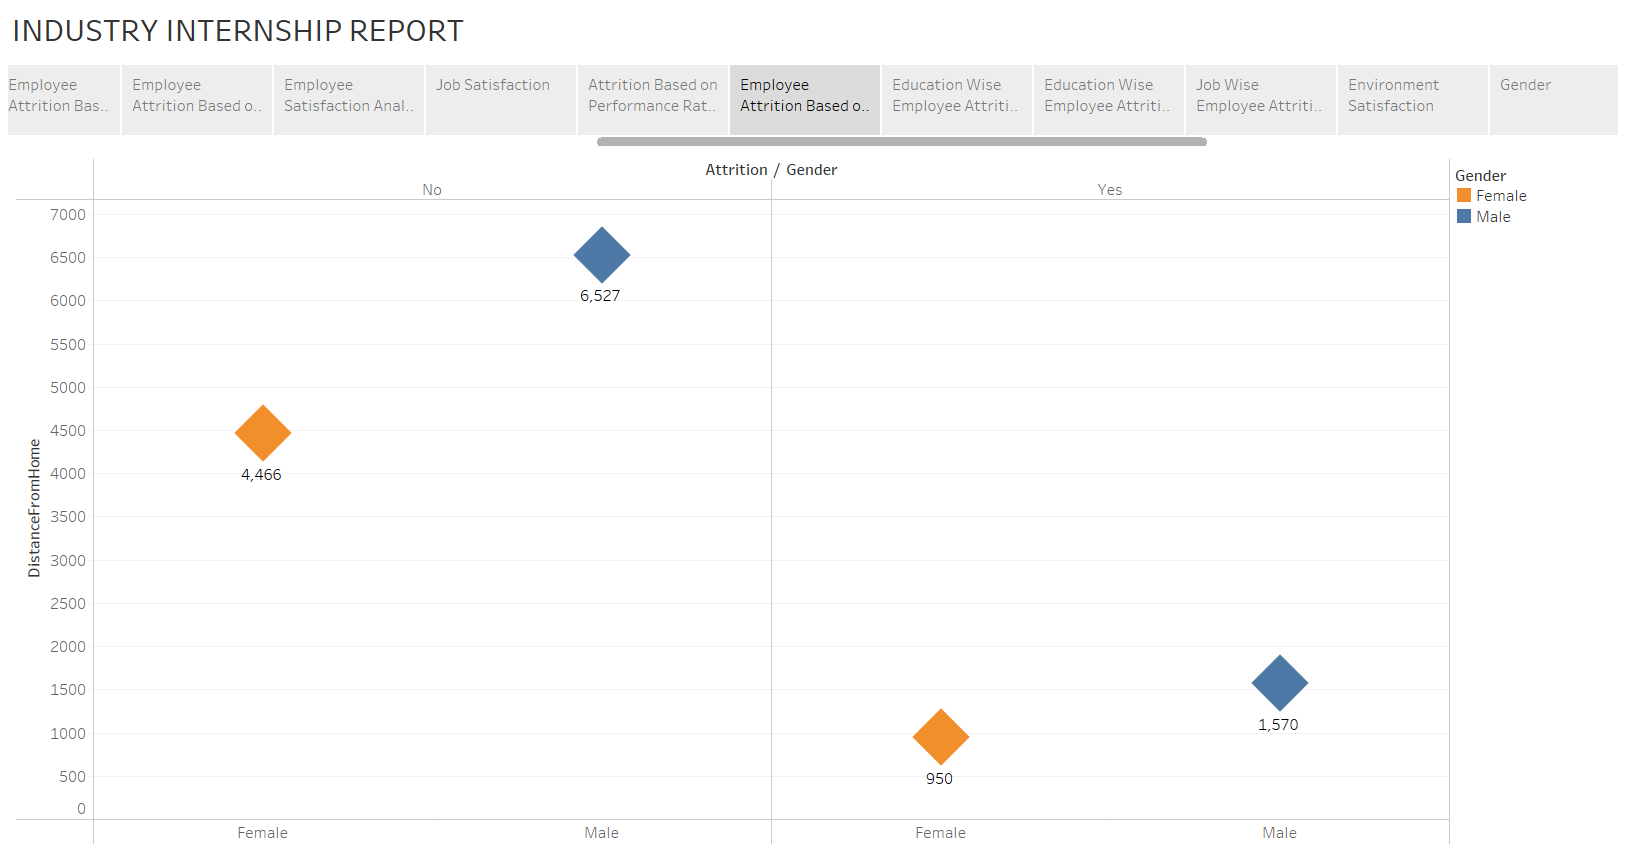 INDUSTRY INTERNSHIP REPORT
Employee
Attrition Bas..
Employee
Attrition Based o..
Employee
Satisfaction Anal..
Job Satisfaction
Attrition Based on
Performance Rat..
Employee
Attrition Based o..
Education Wise
Employee Attriti..
Education Wise
Employee Attriti..
Job Wise
Employee Attriti..
Environment
Satisfaction
Gender
Attrition / Gender
No
Yes
Gender
Female
Male
DistanceFromHome
7000
6500
6000
5500
5000
4500
4000
3500
3000
2500
2000
1500
1000
500
0
6,527
4,466
1,570
950
Female
Male
Female
Male